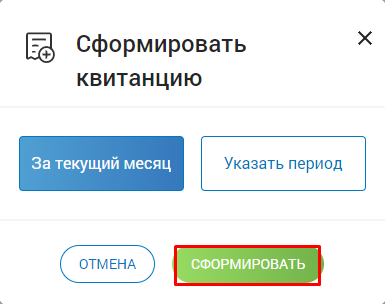 Сформировать
квитанцию
За текущий месяц
Указать период
ОТМЕНА
СФОРМИРОВАТЬ